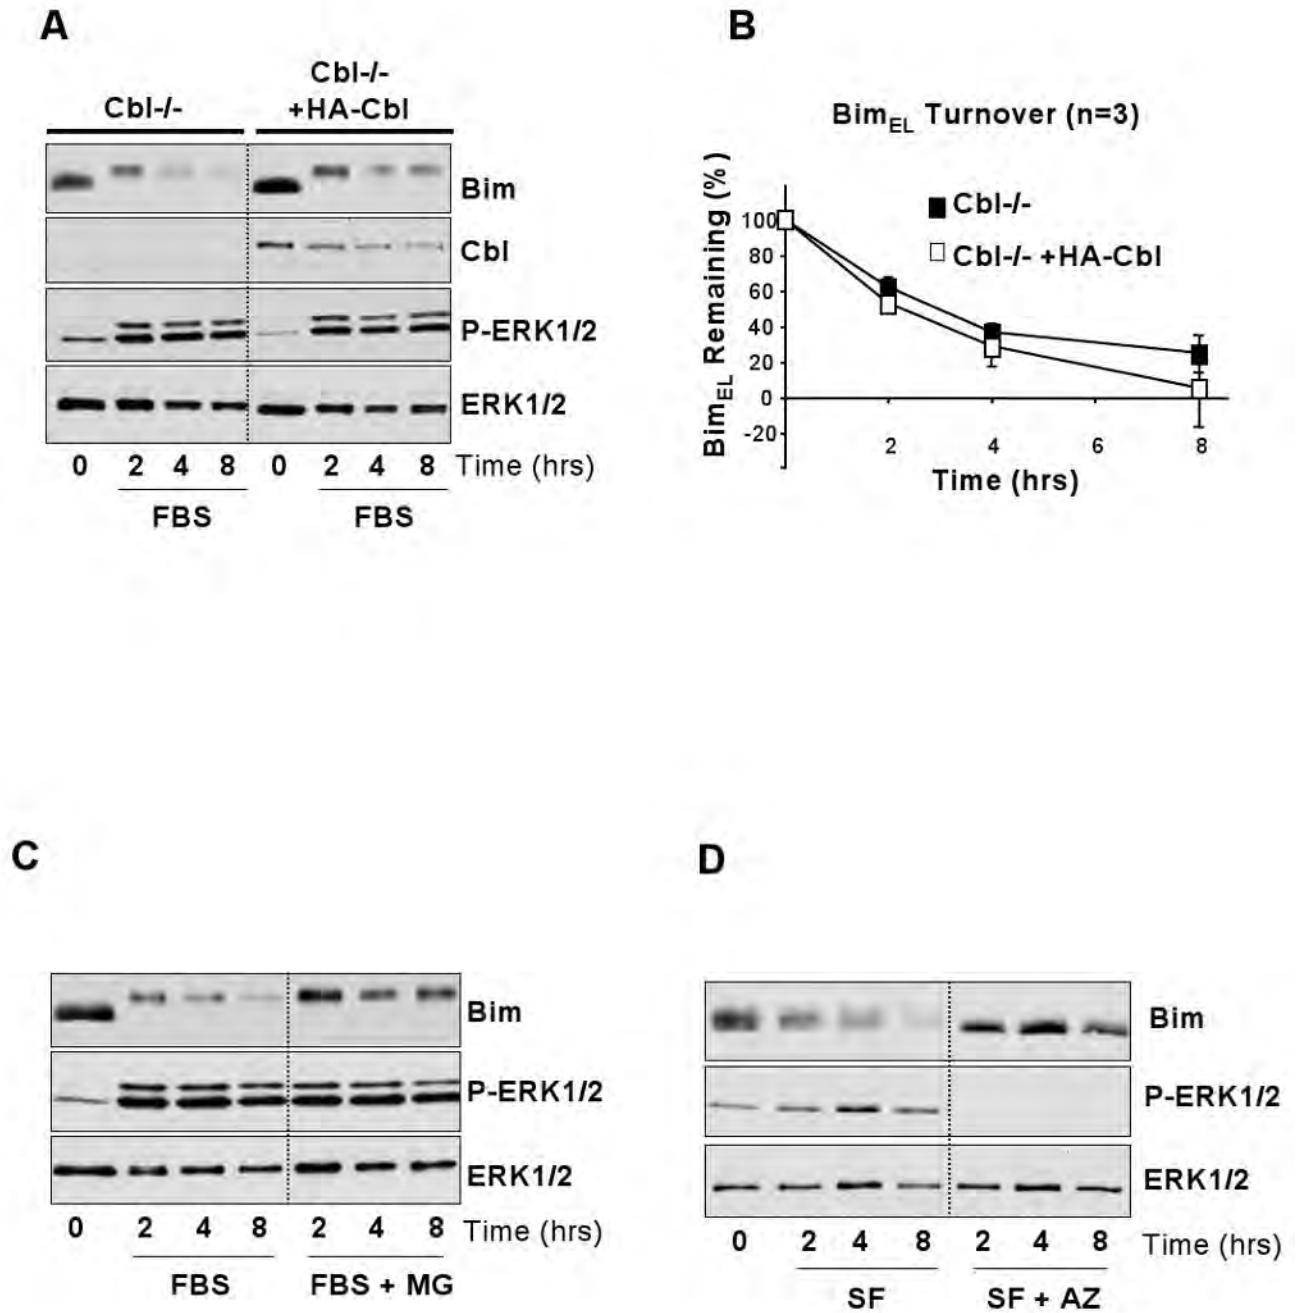 A
Cbl-/-
Cbl-/-
+HA-Cbl
Bim
Cbl
P-ERK1/2
ERK1/2
0 2 4 8 0 2 4 8 Time (hrs)
FBS FBS
B
BimEL Turnover (n=3)
BimEL Remaining (%)
Cbl-/-
Cbl-/- +HA-Cbl
100
80
60
40
20
0
-20
2 4 6 8
Time (hrs)
C
Bim
P-ERK1/2
ERK1/2
0 2 4 8 2 4 8 Time (hrs)
FBS FBS + MG
D
Bim
P-ERK1/2
ERK1/2
0 2 4 8 2 4 8 Time (hrs)
SF SF + AZ